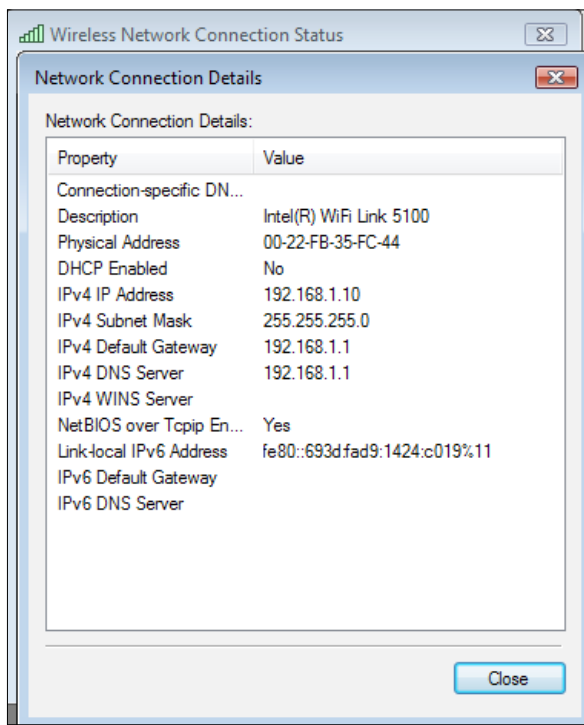 Wireless Network Connection Status
Network Connection Details
Network Connection Details:
Property Value
Connection-specific DN...
Description Intel(R) WiFi Link 5100
Physical Address 00-22-FB-35-FC-44
DHCP Enabled No
IPv4 IP Address 192.168.1.10
IPv4 Subnet Mask 255.255.255.0
IPv4 Default Gateway 192.168.1.1
IPv4 DNS Server 192.168.1.1
IPv4 WINS Server
NetBIOS over Tcpip En... Yes
Link-local IPv6 Address fe80::693d:fad9:1424:c019%11
IPv6 Default Gateway
IPv6 DNS Server
Close